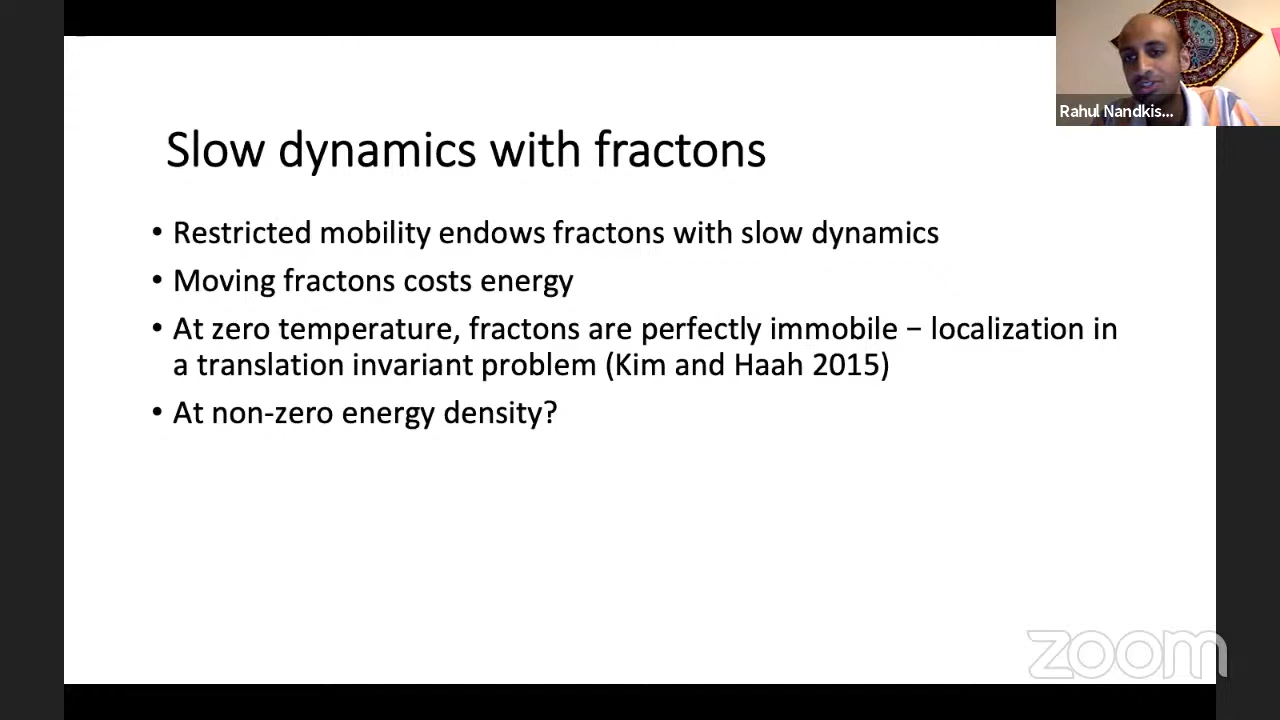 Rahul Nandkis...
Slow dynamics with fractons
• Restricted mobility endows fractons with slow dynamics
• Moving fractons costs energy
• At zero temperature, fractons are perfectly immobile – localization in
a translation invariant problem (Kim and Haah 2015)
• At non-zero energy density?
zoom